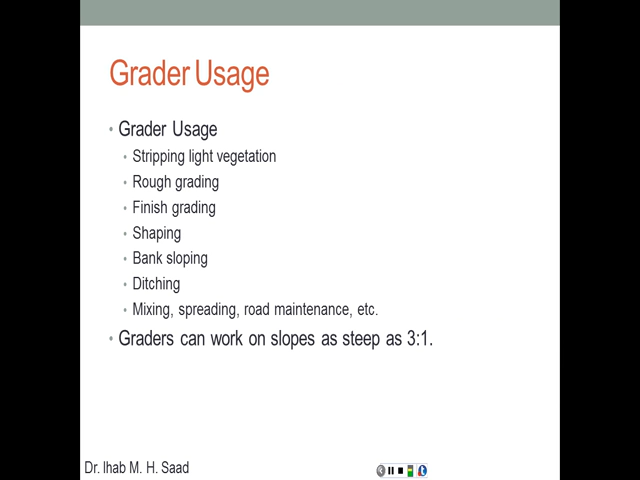 Grader Usage
• Grader Usage
• Stripping light vegetation
• Rough grading
• Finish grading
• Shaping
• Bank sloping
• Ditching
• Mixing, spreading, road maintenance, etc.
• Graders can work on slopes as steep as 3:1.
Dr. Ihab M. H. Saad